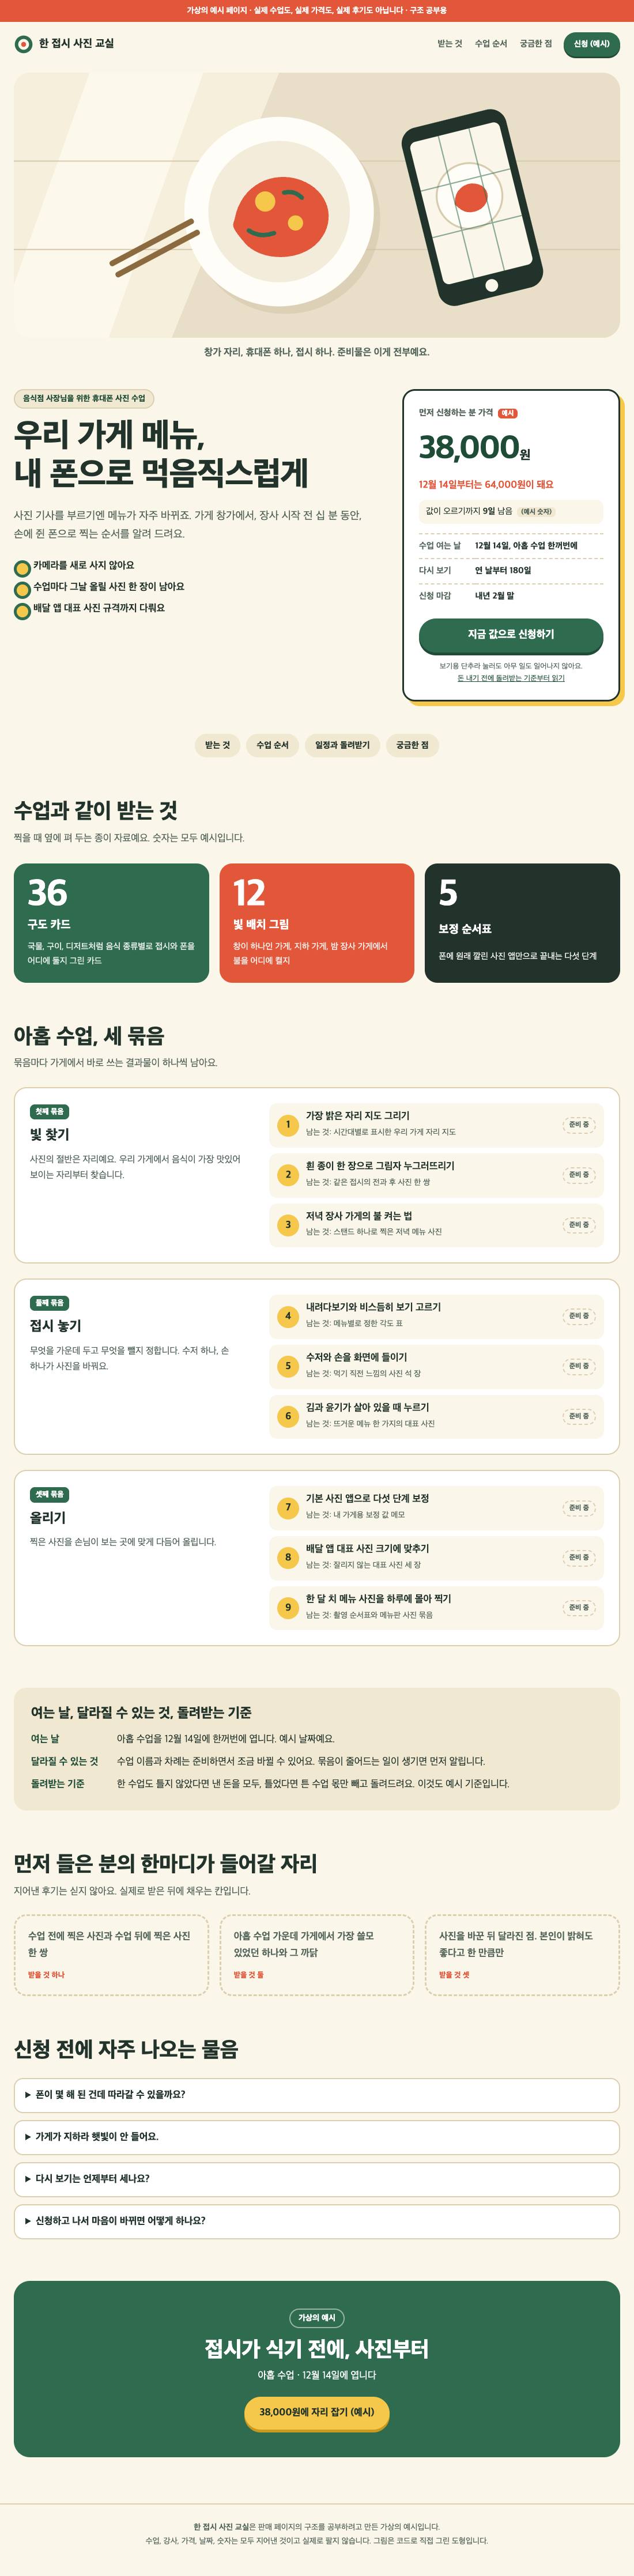 가상의 예시 페이지 · 실제 수업도, 실제 가격도, 실제 후기도 아닙니다 · 구조 공부용
한 접시 사진 교실
받는 것
수업 순서
궁금한 점
신청 (예시)
창가 자리, 휴대폰 하나, 접시 하나. 준비물은 이게 전부예요.
음식점 사장님을 위한 휴대폰 사진 수업
우리 가게 메뉴,
내 폰으로 먹음직스럽게
사진 기사를 부르기엔 메뉴가 자주 바뀌죠. 가게 창가에서, 장사 시작 전 십 분 동안,
손에 쥔 폰으로 찍는 순서를 알려 드려요.
카메라를 새로 사지 않아요
수업마다 그날 올릴 사진 한 장이 남아요
배달 앱 대표 사진 규격까지 다뤄요
먼저 신청하는 분 가격 예시
38,000원
12월 14일부터는 64,000원이 돼요
값이 오르기까지 9일 남음 (예시 숫자)
수업 여는 날 12월 14일, 아홉 수업 한꺼번에
다시 보기 연 날부터 180일
신청 마감 내년 2월 말
지금 값으로 신청하기
보기용 단추라 눌러도 아무 일도 일어나지 않아요.
돈 내기 전에 돌려받는 기준부터 읽기
받는 것
수업 순서
일정과 돌려받기
궁금한 점
수업과 같이 받는 것
찍을 때 옆에 펴 두는 종이 자료예요. 숫자는 모두 예시입니다.
36
구도 카드
국물, 구이, 디저트처럼 음식 종류별로 접시와 폰을
어디에 둘지 그린 카드
12
빛 배치 그림
창이 하나인 가게, 지하 가게, 밤 장사 가게에서
불을 어디에 켤지
5
보정 순서표
폰에 원래 깔린 사진 앱만으로 끝내는 다섯 단계
아홉 수업, 세 묶음
묶음마다 가게에서 바로 쓰는 결과물이 하나씩 남아요.
첫째 묶음
빛 찾기
사진의 절반은 자리예요. 우리 가게에서 음식이 가장 맛있어
보이는 자리부터 찾습니다.
1
가장 밝은 자리 지도 그리기
남는 것: 시간대별로 표시한 우리 가게 자리 지도
준비 중
2
흰 종이 한 장으로 그림자 누그러뜨리기
남는 것: 같은 접시의 전과 후 사진 한 쌍
준비 중
3
저녁 장사 가게의 불 켜는 법
남는 것: 스탠드 하나로 찍은 저녁 메뉴 사진
준비 중
둘째 묶음
접시 놓기
무엇을 가운데 두고 무엇을 뺄지 정합니다. 수저 하나, 손
하나가 사진을 바꿔요.
4
내려다보기와 비스듬히 보기 고르기
남는 것: 메뉴별로 정한 각도 표
준비 중
5
수저와 손을 화면에 들이기
남는 것: 먹기 직전 느낌의 사진 석 장
준비 중
6
김과 윤기가 살아 있을 때 누르기
남는 것: 뜨거운 메뉴 한 가지의 대표 사진
준비 중
셋째 묶음
올리기
찍은 사진을 손님이 보는 곳에 맞게 다듬어 올립니다.
7
기본 사진 앱으로 다섯 단계 보정
남는 것: 내 가게용 보정 값 메모
준비 중
8
배달 앱 대표 사진 크기에 맞추기
남는 것: 잘리지 않는 대표 사진 세 장
준비 중
9
한 달 치 메뉴 사진을 하루에 몰아 찍기
남는 것: 촬영 순서표와 메뉴판 사진 묶음
준비 중
여는 날, 달라질 수 있는 것, 돌려받는 기준
여는 날 아홉 수업을 12월 14일에 한꺼번에 엽니다. 예시 날짜예요.
달라질 수 있는 것 수업 이름과 차례는 준비하면서 조금 바뀔 수 있어요. 묶음이 줄어드는 일이 생기면 먼저 알립니다.
돌려받는 기준 한 수업도 틀지 않았다면 낸 돈을 모두, 틀었다면 튼 수업 몫만 빼고 돌려드려요. 이것도 예시 기준입니다.
먼저 들은 분의 한마디가 들어갈 자리
지어낸 후기는 싣지 않아요. 실제로 받은 뒤에 채우는 칸입니다.
수업 전에 찍은 사진과 수업 뒤에 찍은 사진
한 쌍
받을 것 하나
아홉 수업 가운데 가게에서 가장 쓸모
있었던 하나와 그 까닭
받을 것 둘
사진을 바꾼 뒤 달라진 점. 본인이 밝혀도
좋다고 한 만큼만
받을 것 셋
신청 전에 자주 나오는 물음
▶ 폰이 몇 해 된 건데 따라갈 수 있을까요?
▶ 가게가 지하라 햇빛이 안 들어요.
▶ 다시 보기는 언제부터 세나요?
▶ 신청하고 나서 마음이 바뀌면 어떻게 하나요?
가상의 예시
접시가 식기 전에, 사진부터
아홉 수업 · 12월 14일에 엽니다
38,000원에 자리 잡기 (예시)
한 접시 사진 교실은 판매 페이지의 구조를 공부하려고 만든 가상의 예시입니다.
수업, 강사, 가격, 날짜, 숫자는 모두 지어낸 것이고 실제로 팔지 않습니다. 그림은 코드로 직접 그린 도형입니다.